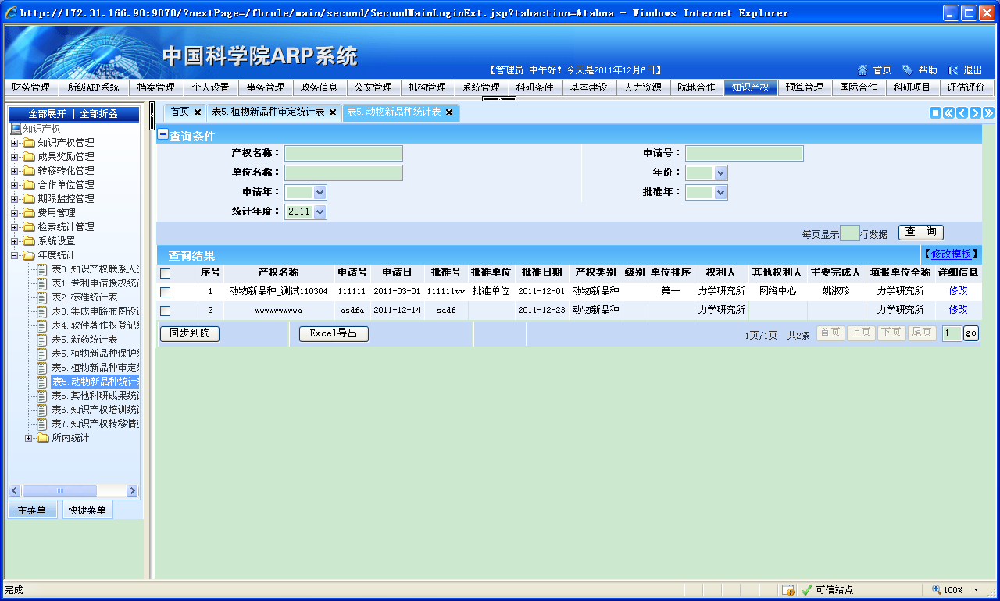 http://172.31.166.90:9070/?nextPage=/fbrole/main/second/SecondMainLoginExt.jsp?tabaction=&tabna - Windows Internet Explorer
中国科学院ARP系统
【管理员 中午好! 今天是2011年12月6日】
首页 帮助 退出
财务管理 所级ARP系统 档案管理 个人设置 事务管理 政务信息 公文管理 机构管理 系统管理 科研条件 基本建设 人力资源 院地合作 知识产权 预算管理 国际合作 科研项目 评估评价
全部展开 | 全部折叠
知识产权
知识产权管理
成果奖励管理
转移转化管理
合作单位管理
期限监控管理
费用管理
检索统计管理
系统设置
年度统计
表0.知识产权联系人
表1.专利申请授权统
表2.标准统计表
表3.集成电路布图设
表4.软件著作权登记
表5.新药统计表
表5.植物新品种保护
表5.植物新品种审定
表5.动物新品种统计
表5.其他科研成果统
表6.知识产权培训统
表7.知识产权转移情
所内统计
主菜单 快捷菜单
首页 表5.植物新品种审定统计表 表5.动物新品种统计表
查询条件
产权名称： 申请号：
单位名称： 年份：
申请年： 批准年：
统计年度： 2011
每页显示 行数据 查 询
查询结果 【修改模板】
序号 产权名称 申请号 申请日 批准号 批准单位 批准日期 产权类别 级别 单位排序 权利人 其他权利人 主要完成人 填报单位全称 详细信息
1 动物新品种_测试110304 111111 2011-03-01 111111vv 批准单位 2011-12-01 动物新品种 第一 力学研究所 网络中心 姚淑珍 力学研究所 修改
2 wwwwwwwwwa asdfa 2011-12-14 sadf 2011-12-23 动物新品种 力学研究所 力学研究所 修改
同步到院 Excel导出 1页/1页 共2条 首页 上页 下页 尾页 1 go
完成 可信站点 100%